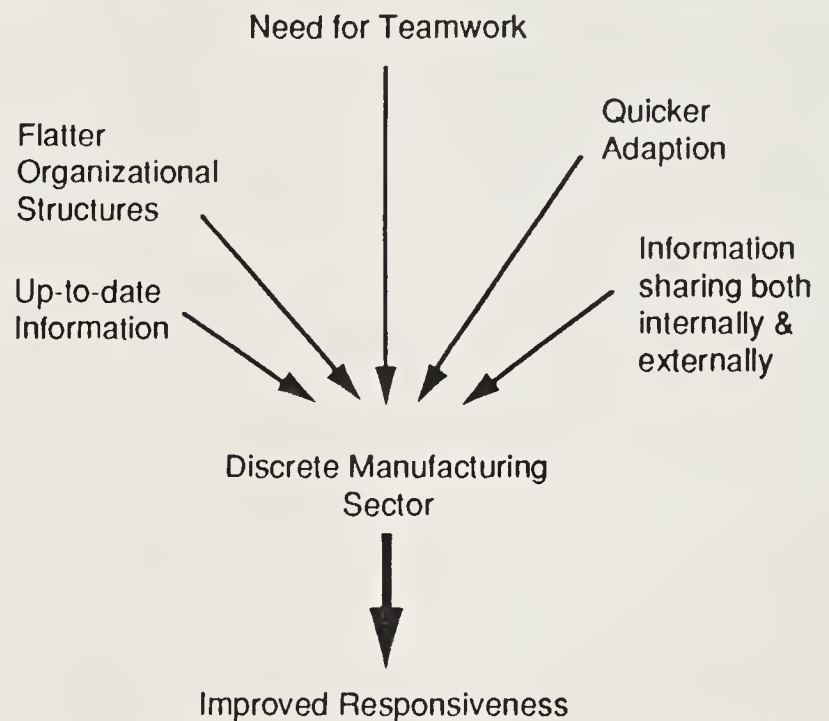 Need for Teamwork
Flatter
Organizational
Structures
Quicker
Adaption
Up-to-date
Information
Information
sharing both
internally &
externally
Discrete Manufacturing
Sector
Improved Responsiveness